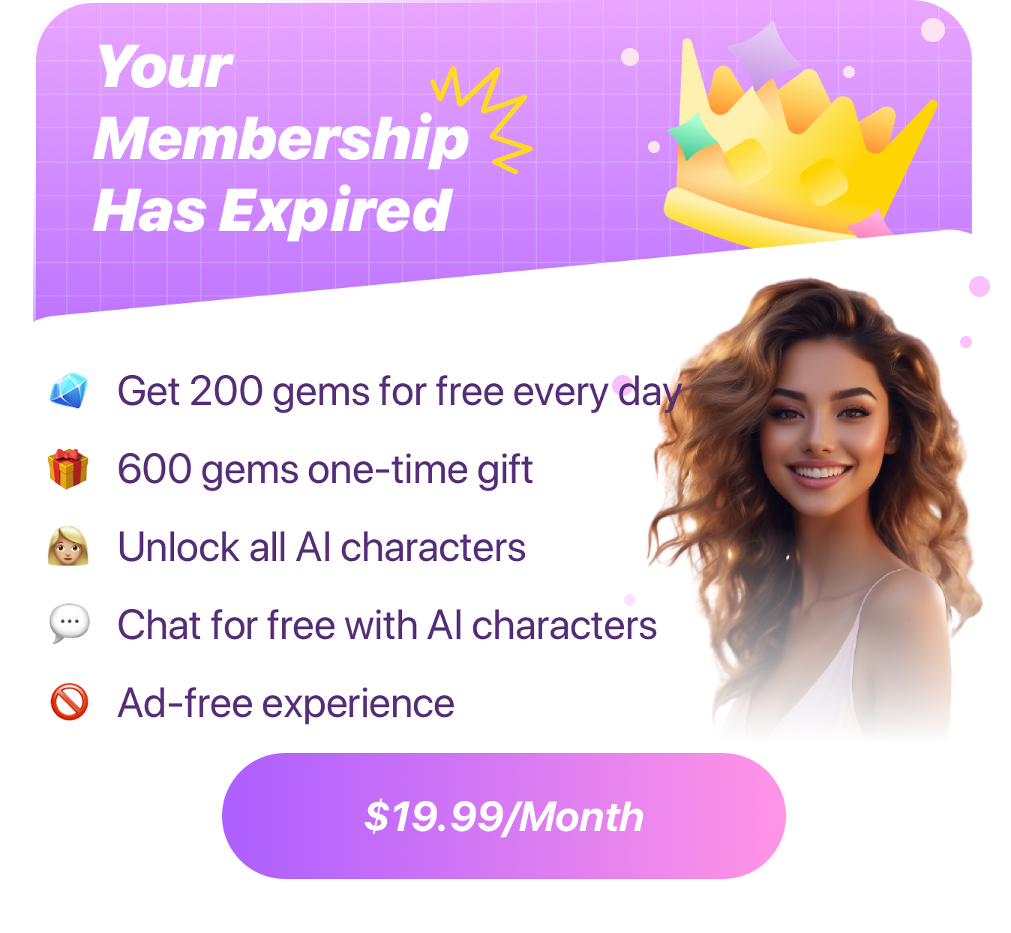 Your
Membership
Has Expired
Get 200 gems for free every day
600 gems one-time gift
Unlock all AI characters
Chat for free with AI characters
Ad-free experience
$19.99/Month